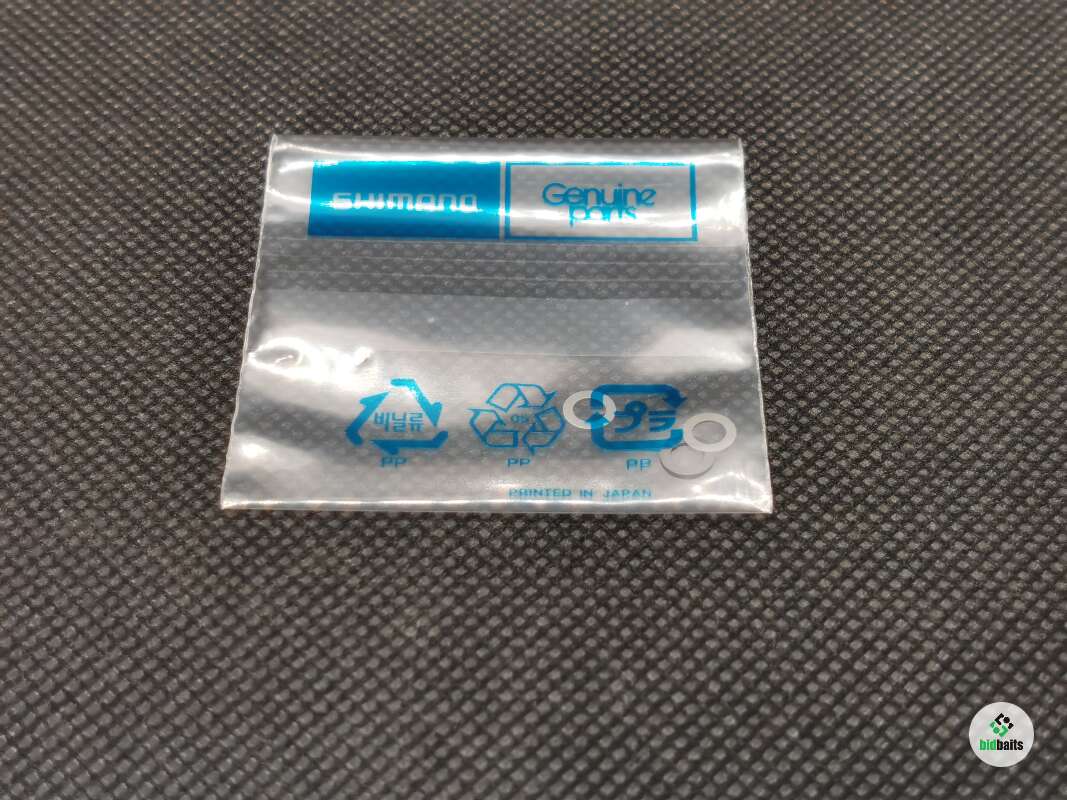 SHIMANO
Genuine
parts
비닐류
PP
PP
プラ
PP
PRINTED IN JAPAN
bidbaits